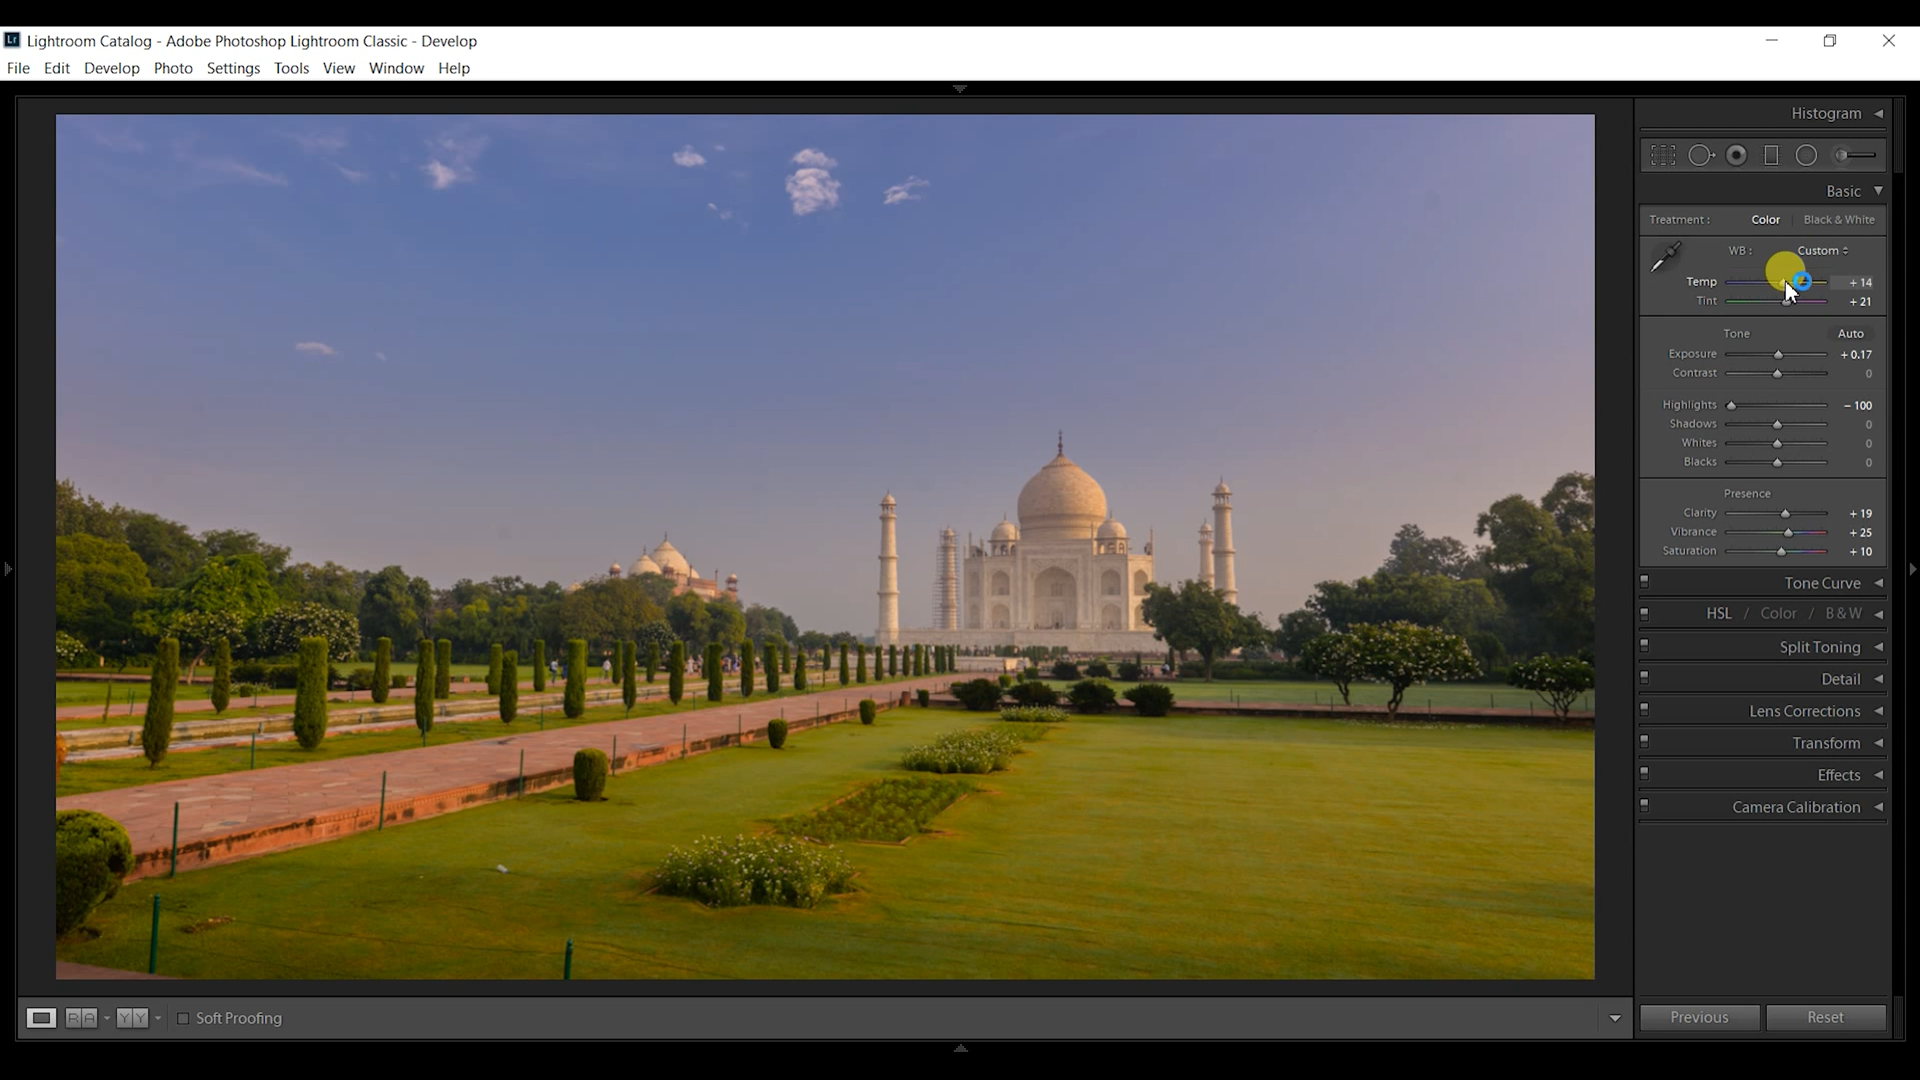 Lr Lightroom Catalog - Adobe Photoshop Lightroom Classic - Develop
File Edit Develop Photo Settings Tools View Window Help
Histogram
Basic
Treatment : Color Black & White
WB : Custom
Temp + 14
Tint + 21
Tone Auto
Exposure + 0.17
Contrast 0
Highlights – 100
Shadows 0
Whites 0
Blacks 0
Presence
Clarity + 19
Vibrance + 25
Saturation + 10
Tone Curve
HSL / Color / B & W
Split Toning
Detail
Lens Corrections
Transform
Effects
Camera Calibration
R A Y Y Soft Proofing
Previous Reset